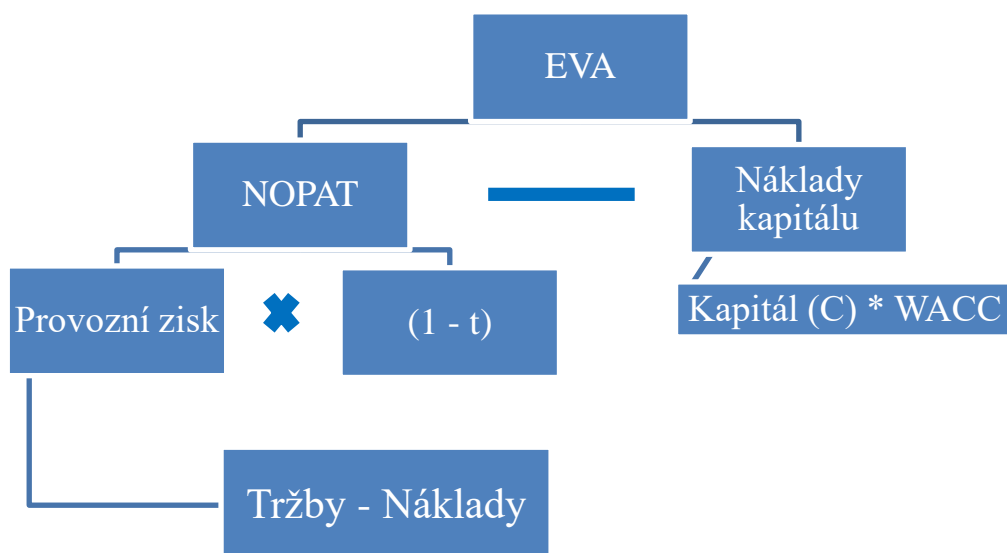 EVA
NOPAT
Náklady
kapitálu
Provozní zisk
(1 - t)
Kapitál (C) * WACC
Tržby - Náklady